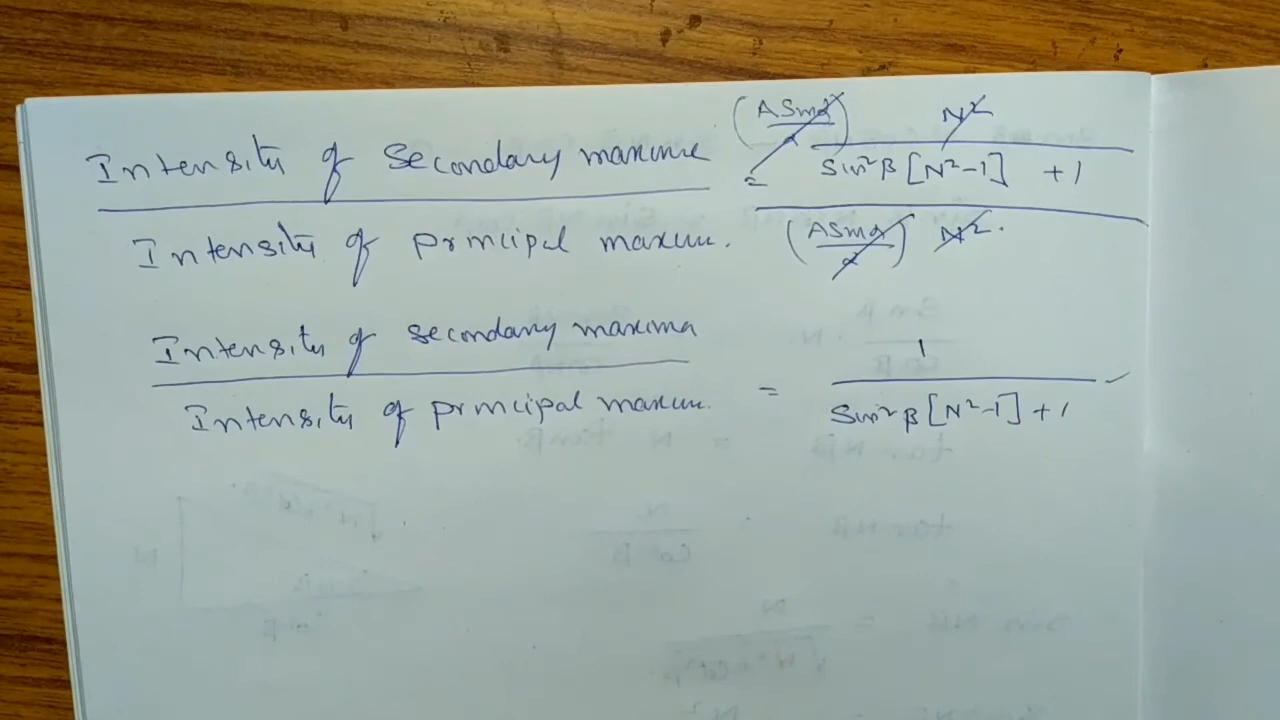 Intensity of secondary maxima = (A Sinα/α) N² / Sin²β [N²-1] + 1
Intensity of principal maxim. (A Sinα/α) N².
Intensity of secondary maxima = 1
Intensity of principal maxim. Sin²β [N²-1] + 1